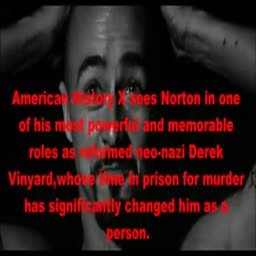 American History X sees Norton in one
of his most powerful and memorable
roles as reformed neo-nazi Derek
Vinyard,whose time in prison for murder
has significantly changed him as a
person.